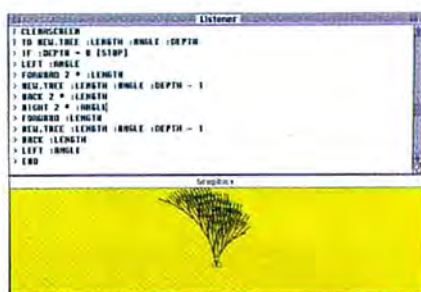 Listener
? CLEARSCREEN
? TO NEW.TREE :LENGTH :ANGLE :DEPTH
> IF :DEPTH = 0 [STOP]
> LEFT :ANGLE
> FORWARD 2 * :LENGTH
> NEW.TREE :LENGTH :ANGLE :DEPTH - 1
> BACK 2 * :LENGTH
> RIGHT 2 * :ANGLE
> FORWARD :LENGTH
> NEW.TREE :LENGTH :ANGLE :DEPTH - 1
> BACK :LENGTH
> LEFT :ANGLE
> END
Graphics